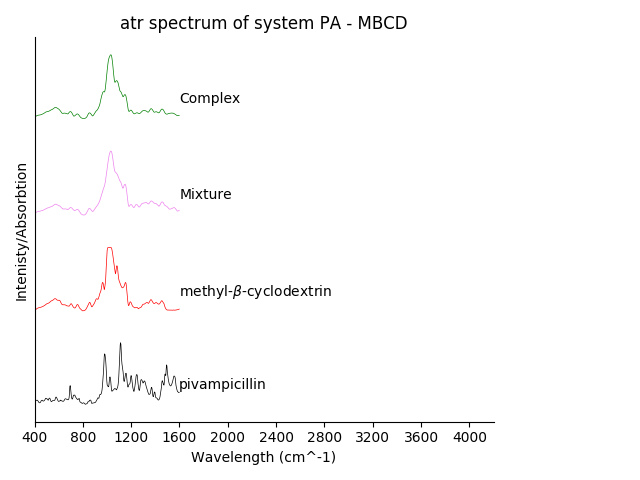 atr spectrum of system PA - MBCD
Intenisty/Absorbtion
Complex
Mixture
methyl-β-cyclodextrin
pivampicillin
400 800 1200 1600 2000 2400 2800 3200 3600 4000
Wavelength (cm^-1)